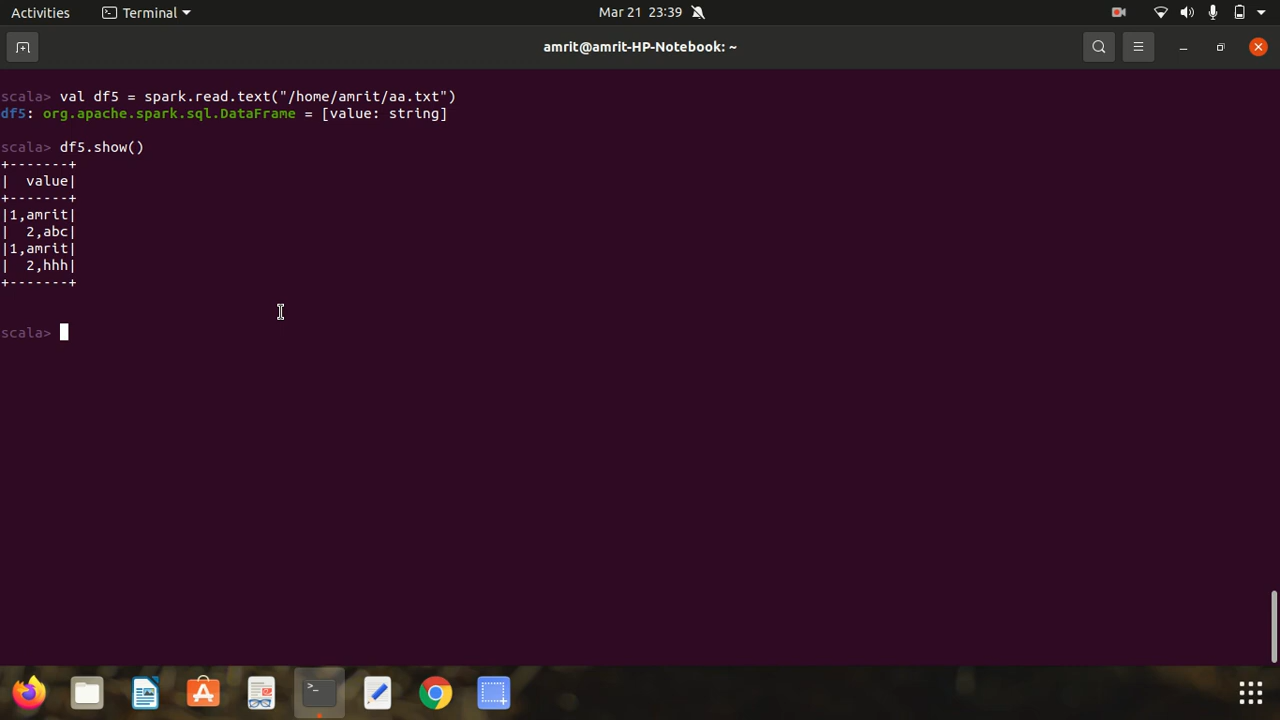 Activities Terminal Mar 21 23:39
amrit@amrit-HP-Notebook: ~
scala> val df5 = spark.read.text("/home/amrit/aa.txt")
df5: org.apache.spark.sql.DataFrame = [value: string]
scala> df5.show()
+-------+
|  value|
+-------+
|1,amrit|
|  2,abc|
|1,amrit|
|  2,hhh|
+-------+
scala>